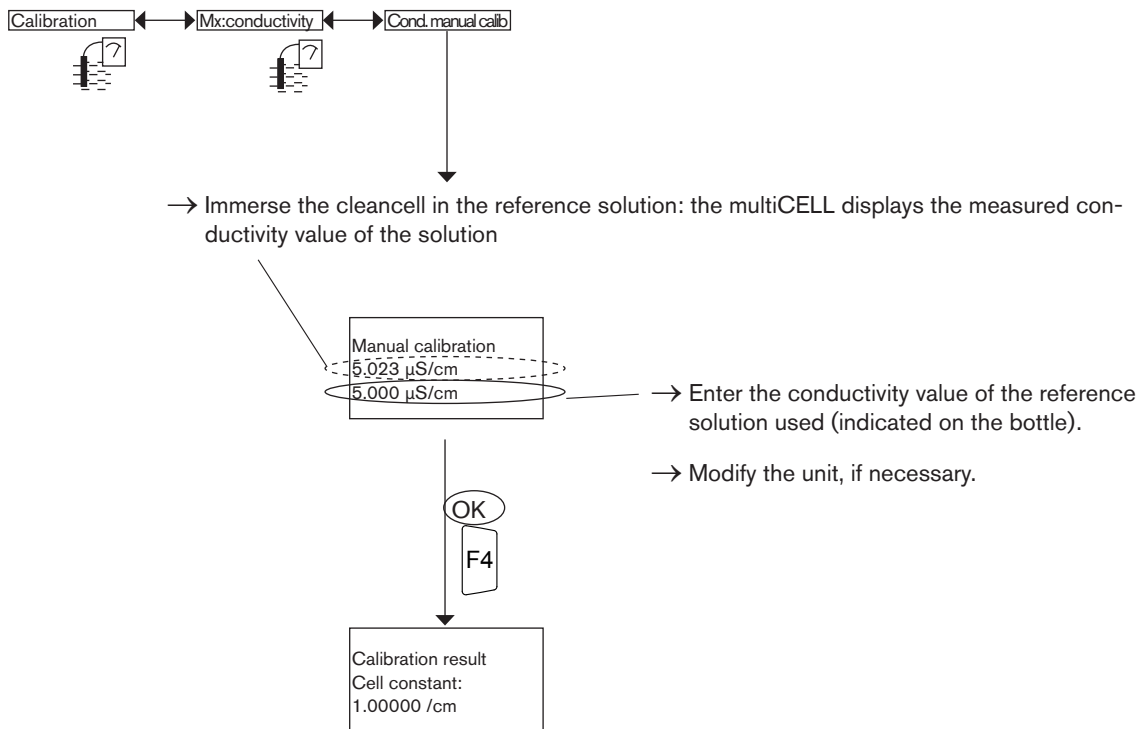 Calibration
Mx:conductivity
Cond. manual calib
→ Immerse the cleancell in the reference solution: the multiCELL displays the measured con-
ductivity value of the solution
Manual calibration
5.023 µS/cm
5.000 µS/cm
→ Enter the conductivity value of the reference
solution used (indicated on the bottle).
→ Modify the unit, if necessary.
OK
F4
Calibration result
Cell constant:
1.00000 /cm